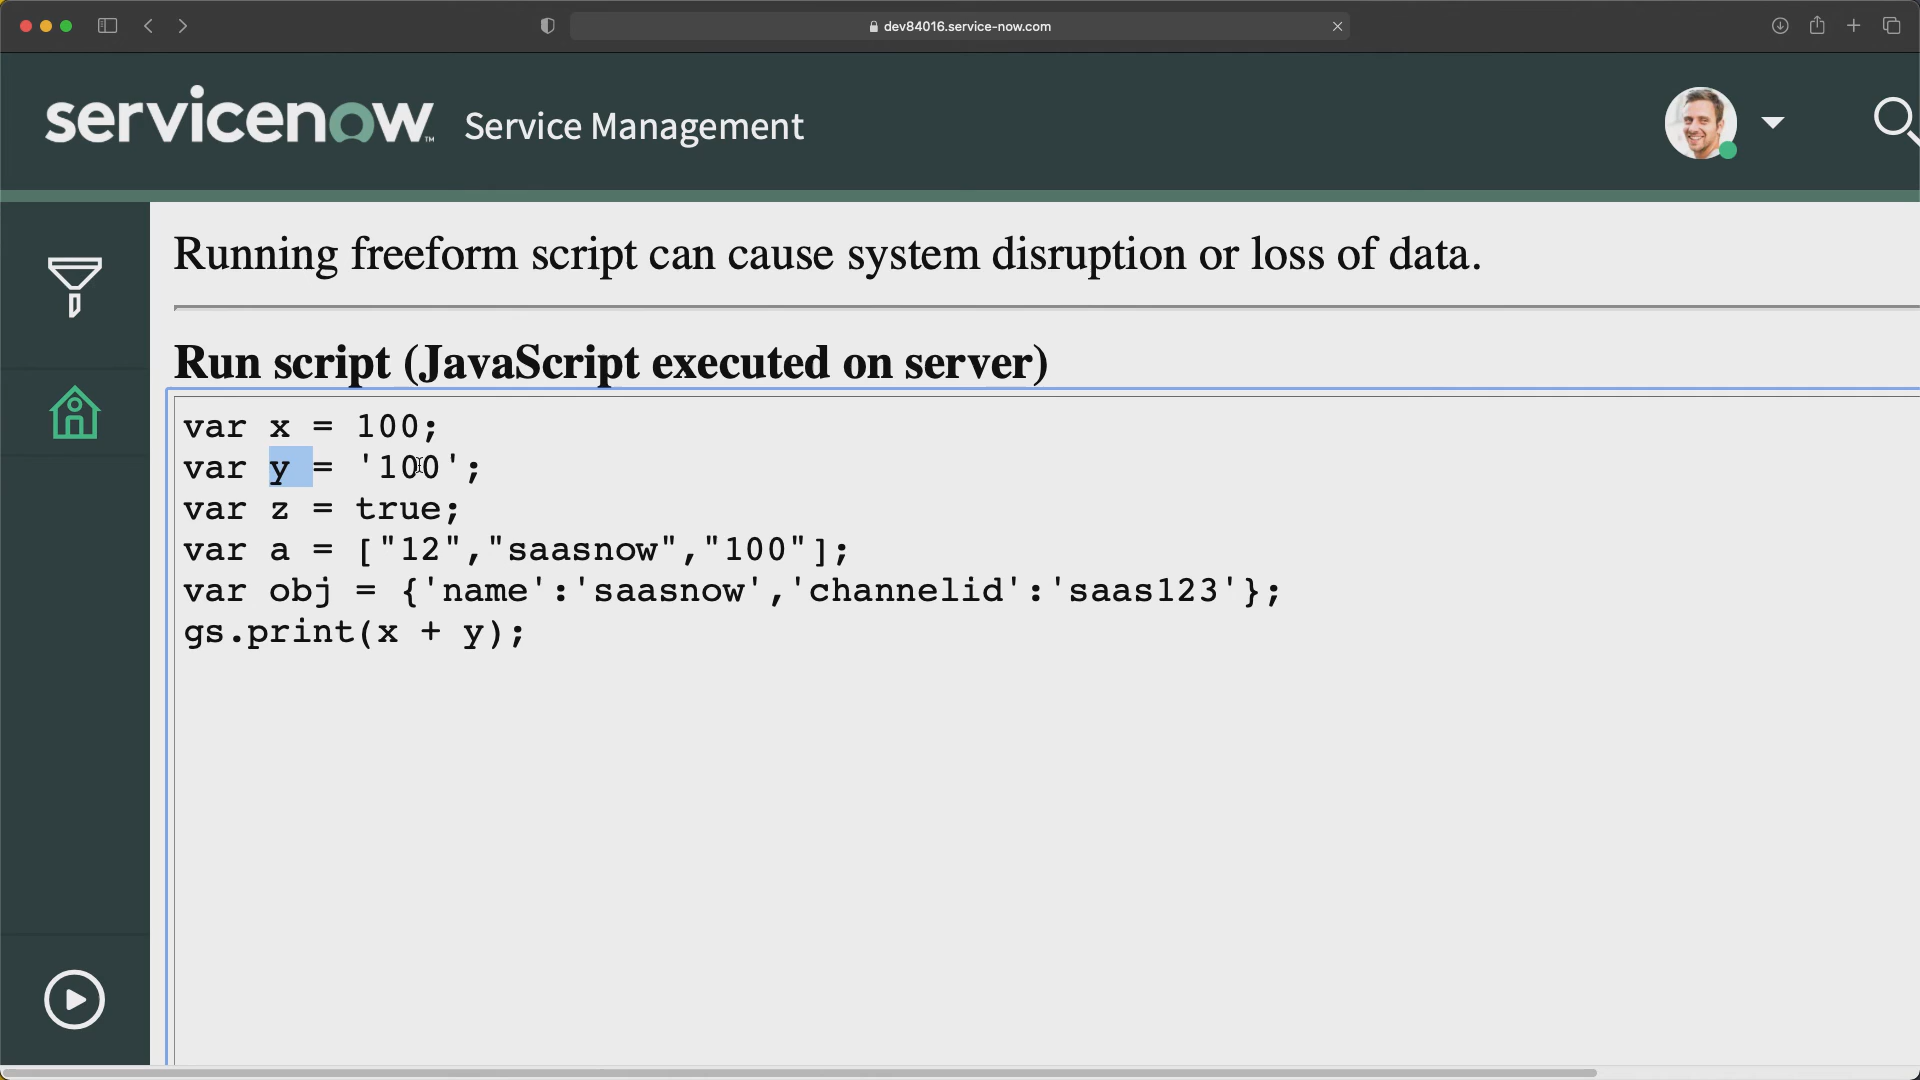 dev84016.service-now.com
servicenow™ Service Management
Running freeform script can cause system disruption or loss of data.
Run script (JavaScript executed on server)
var x = 100;
var y = '100';
var z = true;
var a = ["12","saasnow","100"];
var obj = {'name':'saasnow','channelid':'saas123'};
gs.print(x + y);